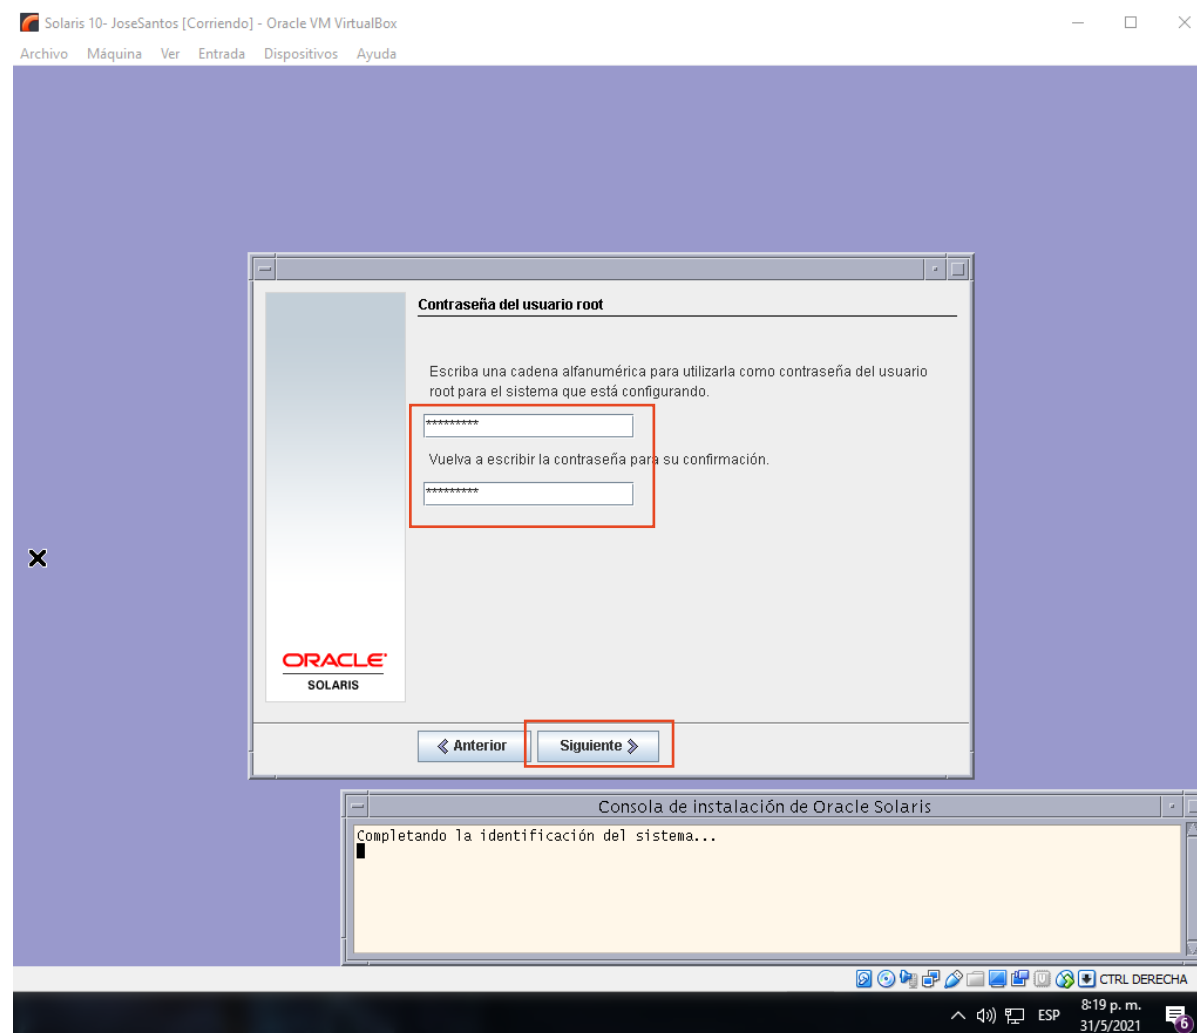 Solaris 10- JoseSantos [Corriendo] - Oracle VM VirtualBox
Archivo Máquina Ver Entrada Dispositivos Ayuda
Contraseña del usuario root
Escriba una cadena alfanumérica para utilizarla como contraseña del usuario
root para el sistema que está configurando.
*********
Vuelva a escribir la contraseña para su confirmación.
*********
ORACLE
SOLARIS
Anterior
Siguiente
Consola de instalación de Oracle Solaris
Completando la identificación del sistema...
CTRL DERECHA
ESP
8:19 p. m.
31/5/2021
6